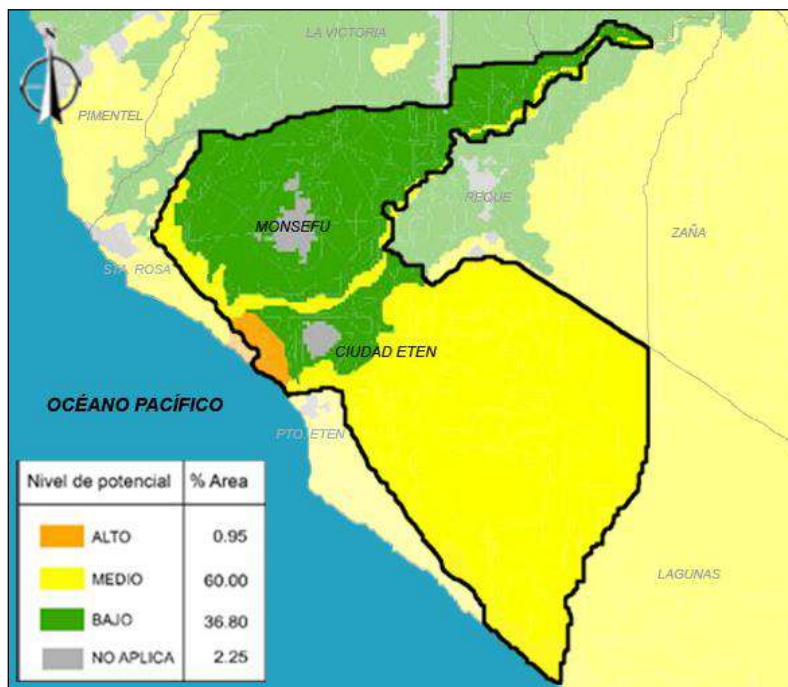 LA VICTORIA
PIMENTEL
REQUE
MONSEFU
ZAÑA
STA. ROSA
CIUDAD ETEN
OCÉANO PACÍFICO
PTO. ETEN
Nivel de potencial % Area
ALTO 0.95
MEDIO 60.00
LAGUNAS
BAJO 36.80
NO APLICA 2.25